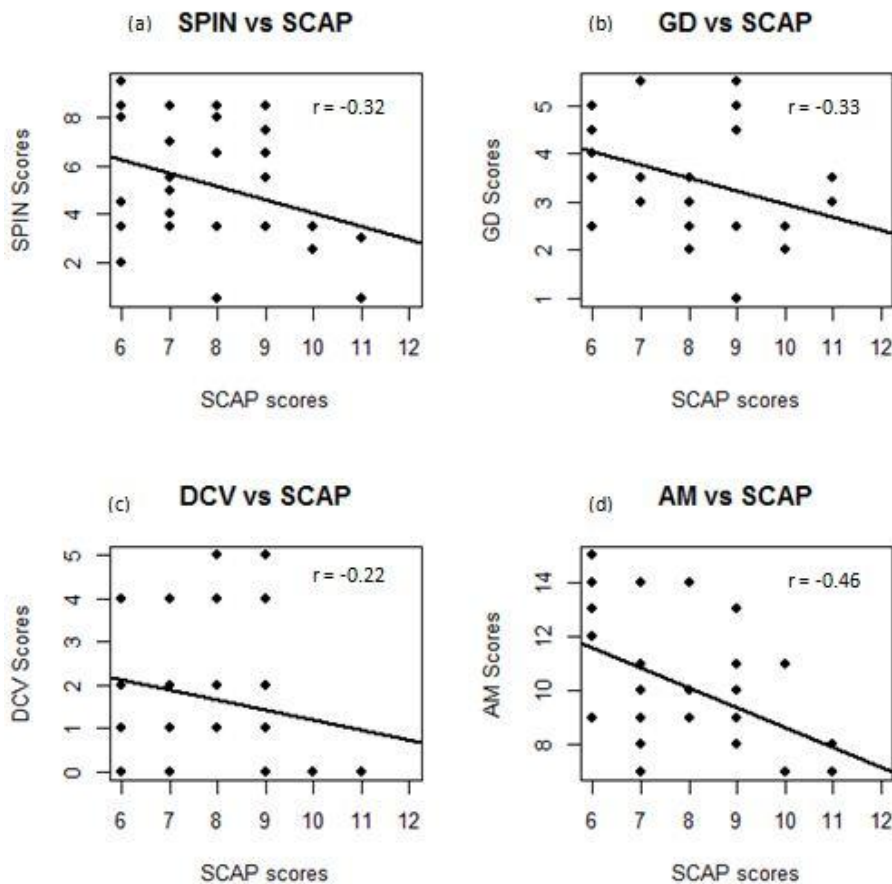 (a) SPIN vs SCAP
r = -0.32
SPIN Scores
8
6
4
2
6 7 8 9 10 11 12
SCAP scores
(b) GD vs SCAP
r = -0.33
GD Scores
5
4
3
2
1
6 7 8 9 10 11 12
SCAP scores
(c) DCV vs SCAP
r = -0.22
DCV Scores
5
4
3
2
1
0
6 7 8 9 10 11 12
SCAP scores
(d) AM vs SCAP
r = -0.46
AM Scores
14
12
10
8
6 7 8 9 10 11 12
SCAP scores